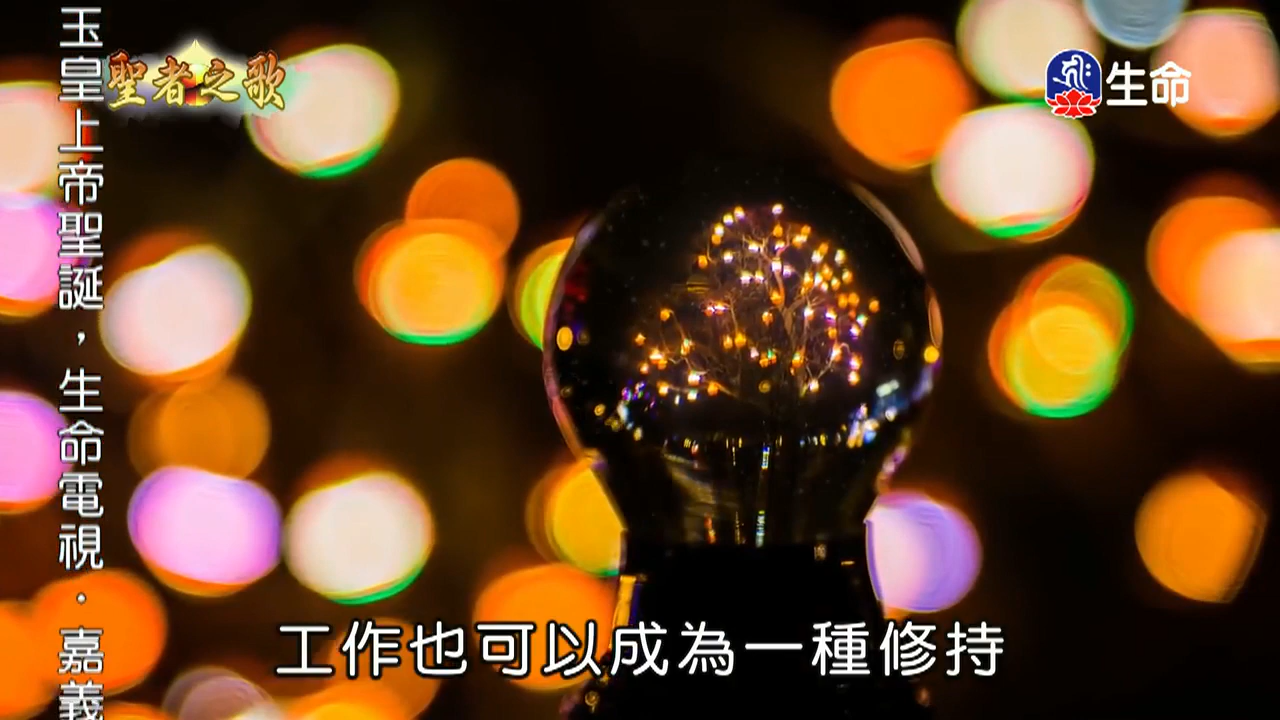 玉皇上帝聖誕，生命電視・嘉義
聖者之歌
生命
工作也可以成為一種修持